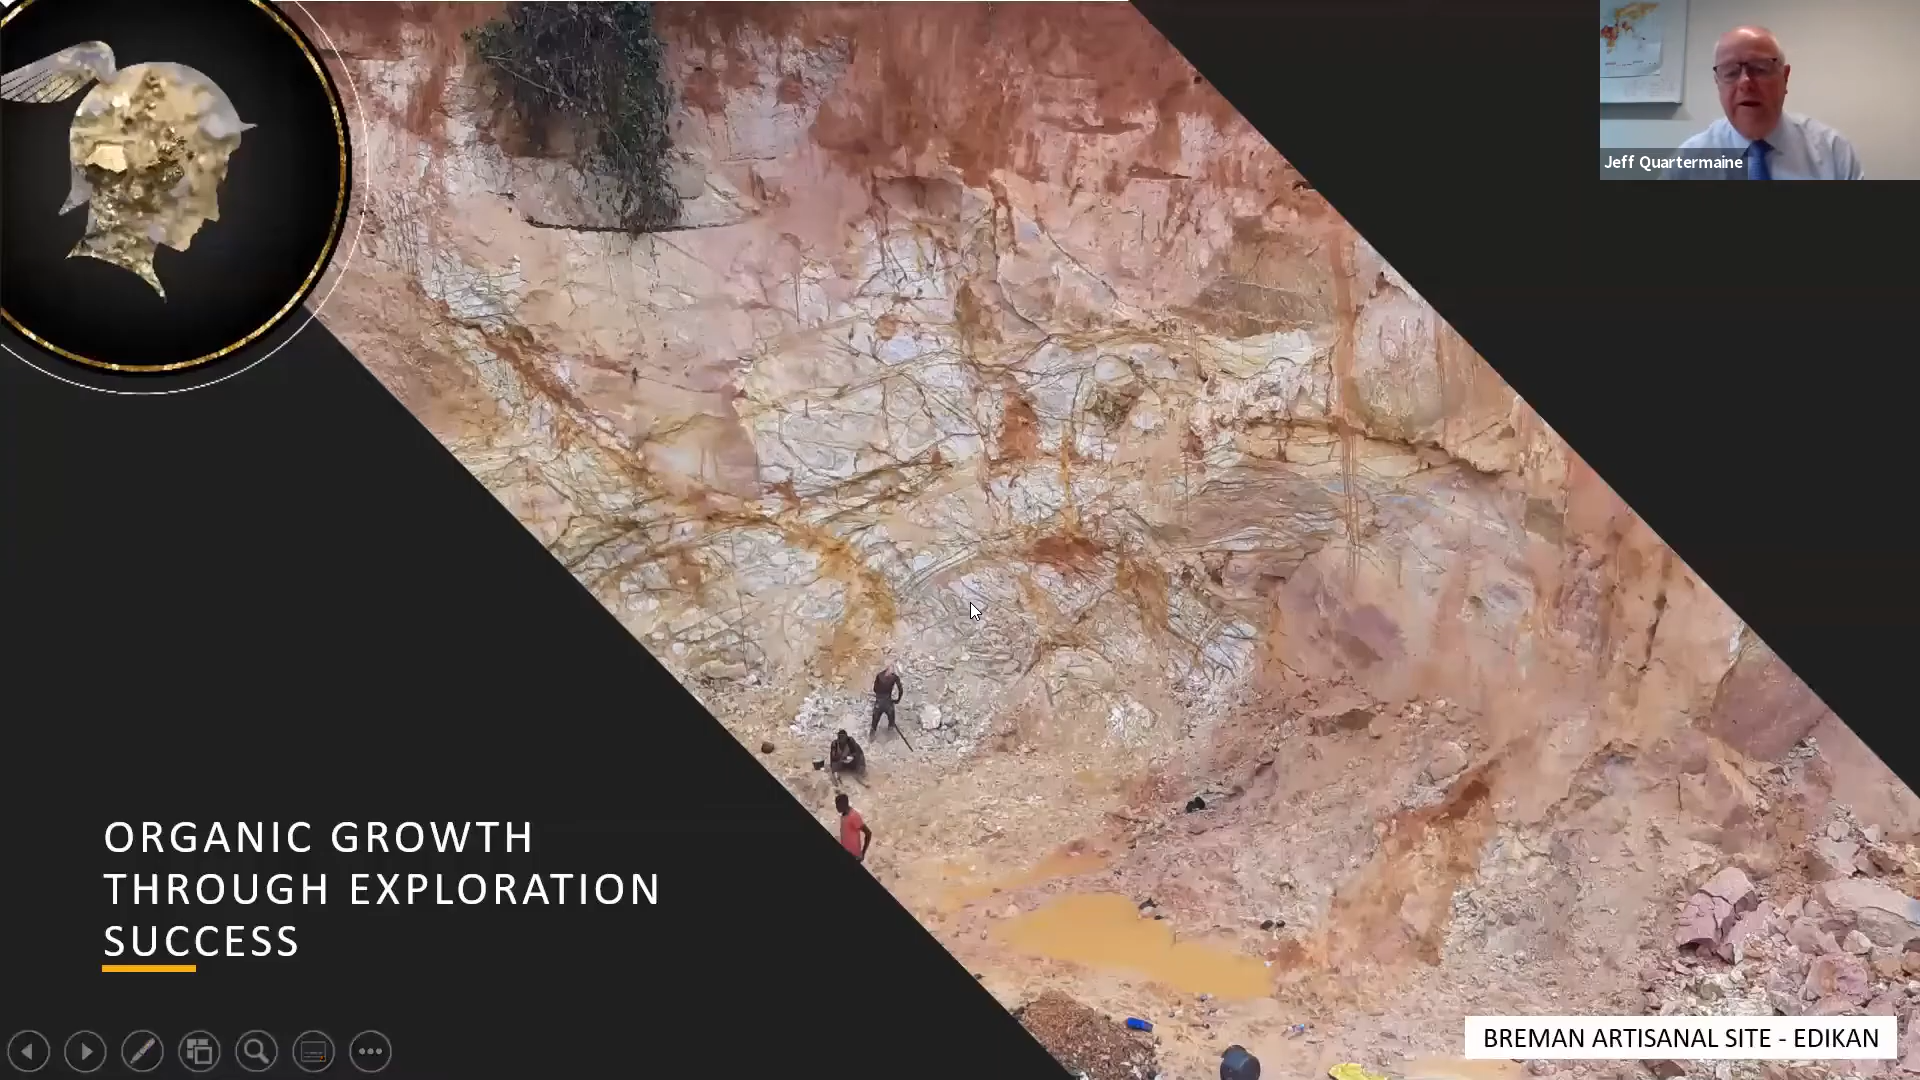 Jeff Quartermaine
ORGANIC GROWTH
THROUGH EXPLORATION
SUCCESS
BREMAN ARTISANAL SITE - EDIKAN